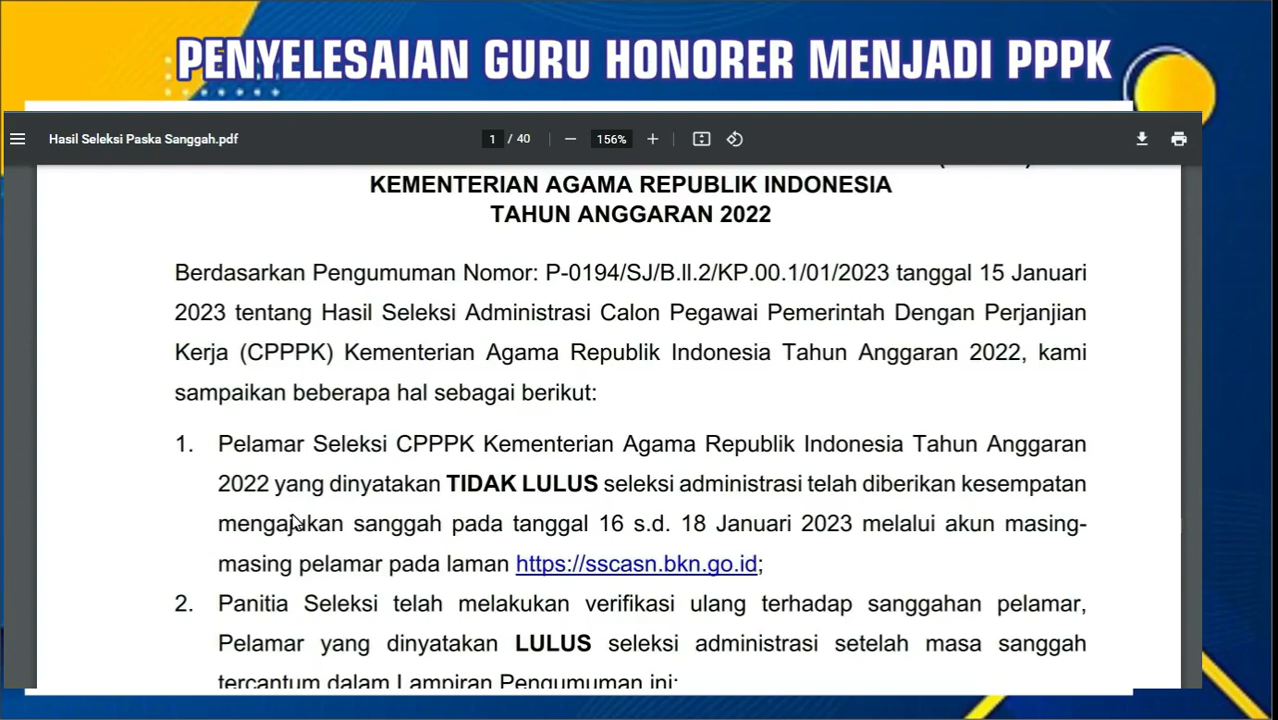 PENYELESAIAN GURU HONORER MENJADI PPPK
Hasil Seleksi Paska Sanggah.pdf
1 / 40
156%
KEMENTERIAN AGAMA REPUBLIK INDONESIA
TAHUN ANGGARAN 2022
Berdasarkan Pengumuman Nomor: P-0194/SJ/B.II.2/KP.00.1/01/2023 tanggal 15 Januari
2023 tentang Hasil Seleksi Administrasi Calon Pegawai Pemerintah Dengan Perjanjian
Kerja (CPPPK) Kementerian Agama Republik Indonesia Tahun Anggaran 2022, kami
sampaikan beberapa hal sebagai berikut:
1. Pelamar Seleksi CPPPK Kementerian Agama Republik Indonesia Tahun Anggaran
2022 yang dinyatakan TIDAK LULUS seleksi administrasi telah diberikan kesempatan
mengajukan sanggah pada tanggal 16 s.d. 18 Januari 2023 melalui akun masing-
masing pelamar pada laman https://sscasn.bkn.go.id;
2. Panitia Seleksi telah melakukan verifikasi ulang terhadap sanggahan pelamar,
Pelamar yang dinyatakan LULUS seleksi administrasi setelah masa sanggah
tercantum dalam Lampiran Pengumuman ini;